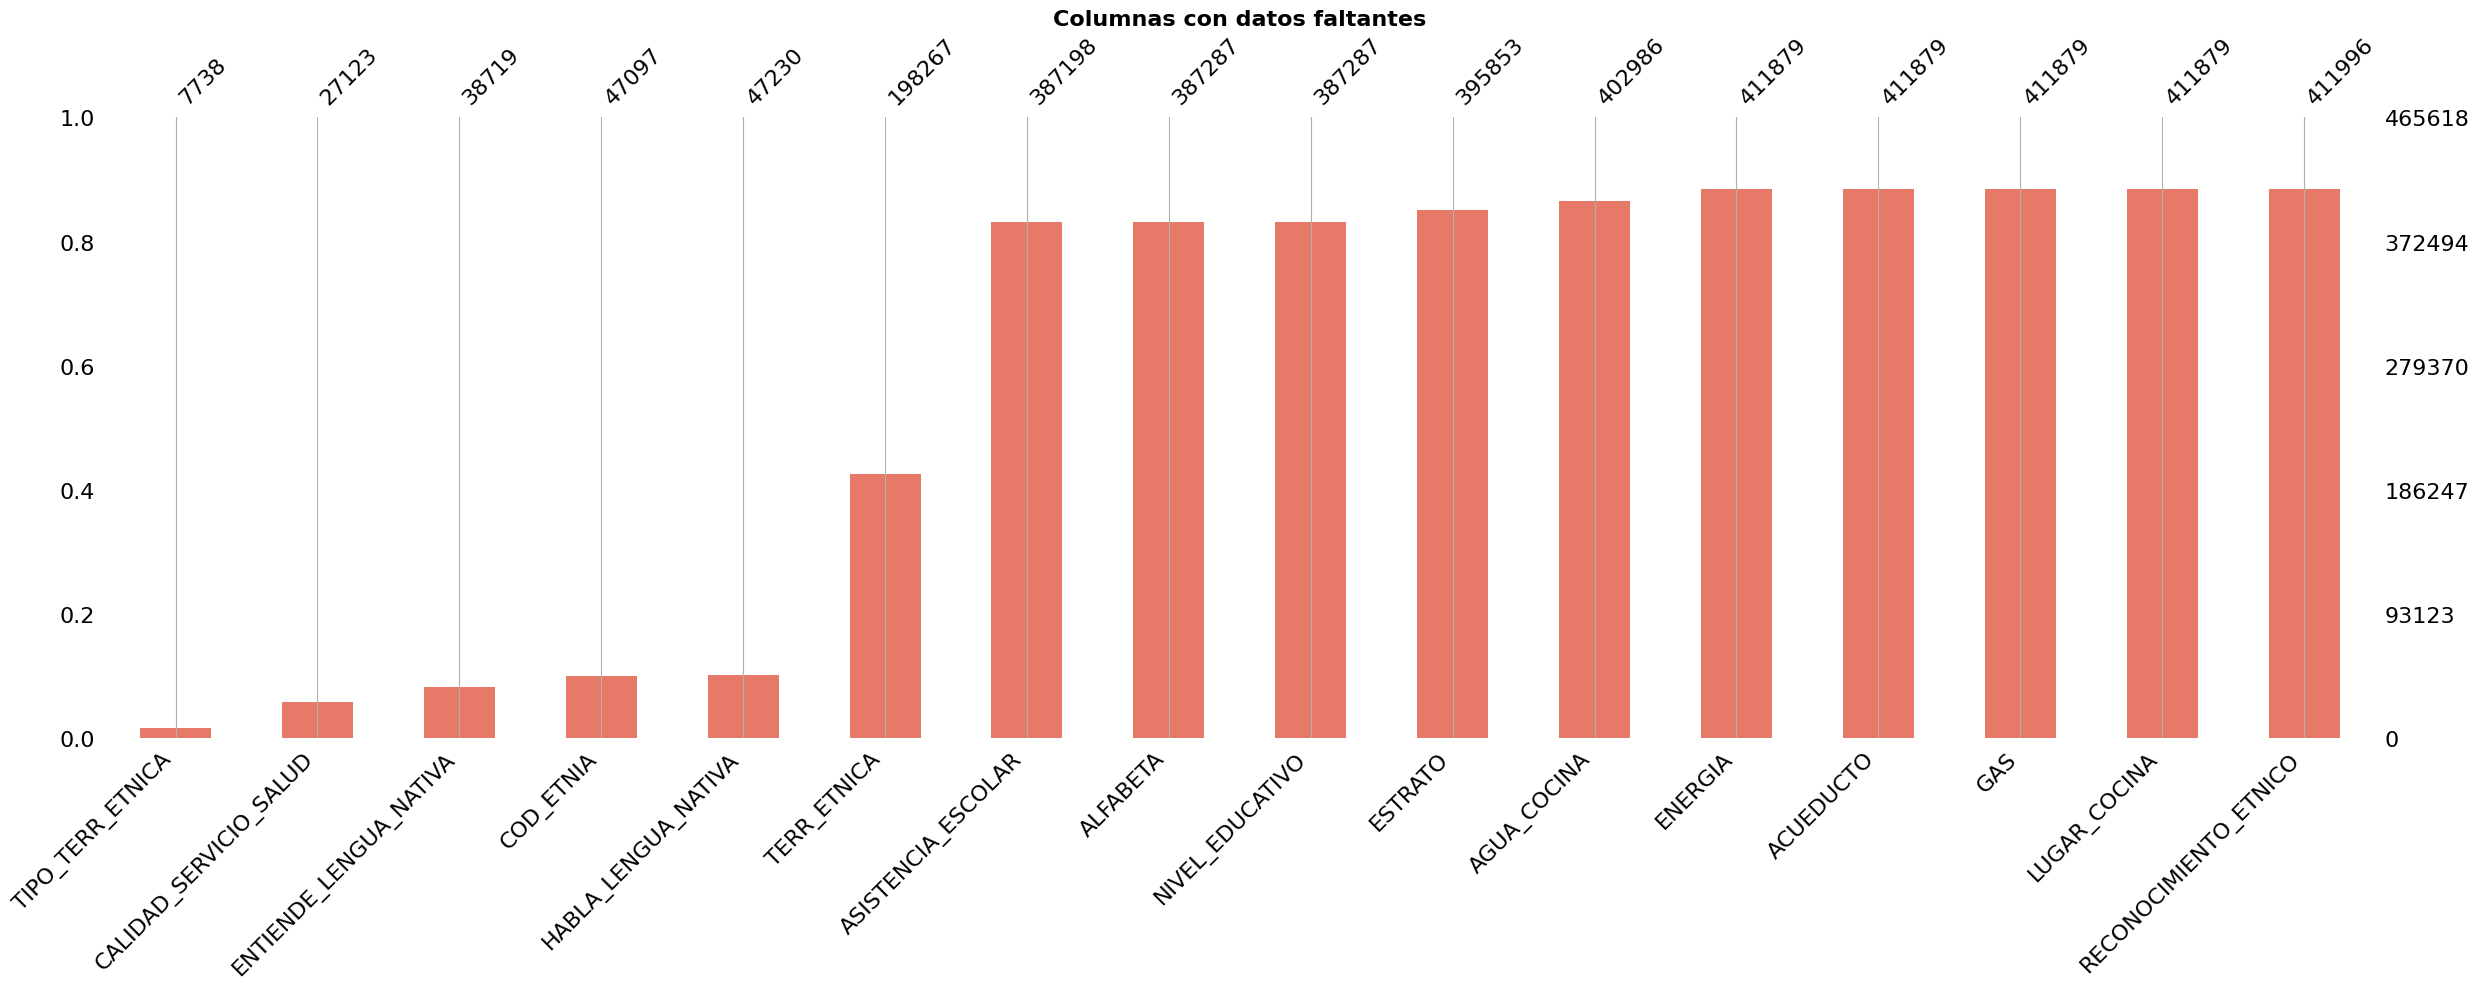 Columnas con datos faltantes
7738 27123 38719 47097 47230 198267 387198 387287 387287 395853 402986 411879 411879 411879 411879 411996
1.0 465618
0.8 372494
0.6 279370
0.4 186247
0.2 93123
0.0 0
TIPO_TERR_ETNICA
CALIDAD_SERVICIO_SALUD
ENTIENDE_LENGUA_NATIVA
COD_ETNIA
HABLA_LENGUA_NATIVA
TERR_ETNICA
ASISTENCIA_ESCOLAR
ALFABETA
NIVEL_EDUCATIVO
ESTRATO
AGUA_COCINA
ENERGIA
ACUEDUCTO
GAS
LUGAR_COCINA
RECONOCIMIENTO_ETNICO